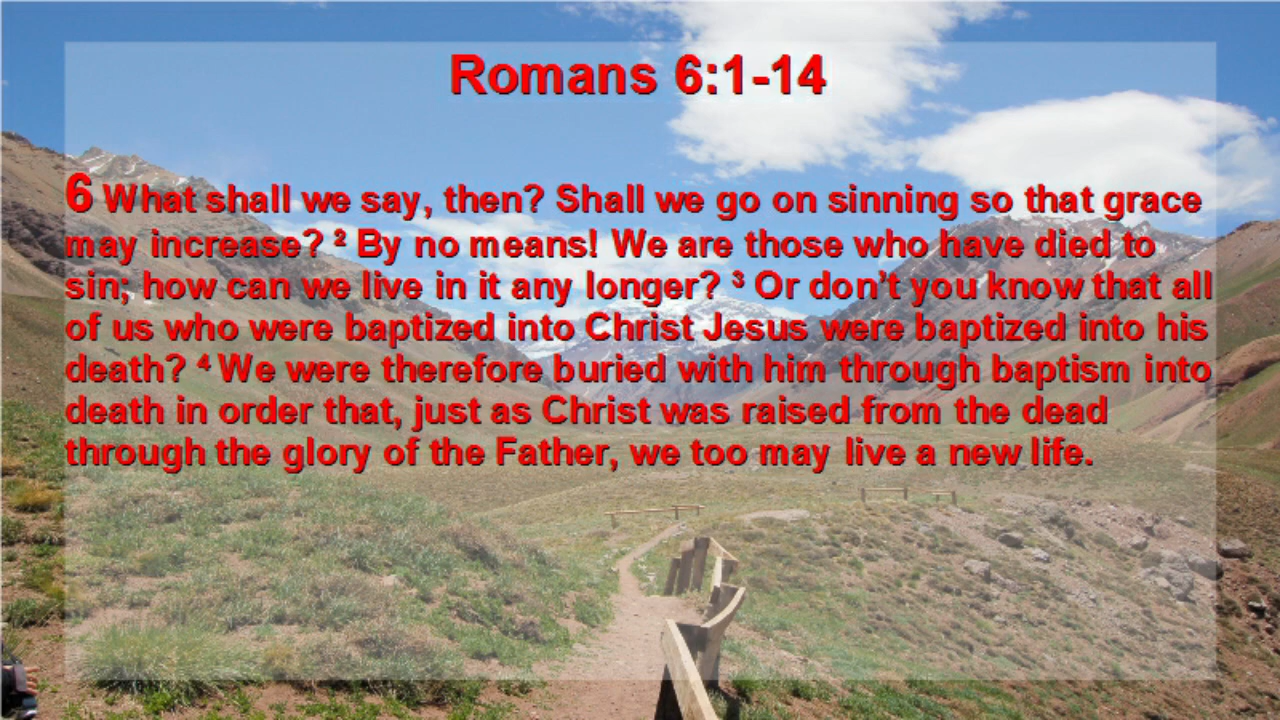 Romans 6:1-14
6 What shall we say, then? Shall we go on sinning so that grace
may increase? ² By no means! We are those who have died to
sin; how can we live in it any longer? ³ Or don’t you know that all
of us who were baptized into Christ Jesus were baptized into his
death? ⁴ We were therefore buried with him through baptism into
death in order that, just as Christ was raised from the dead
through the glory of the Father, we too may live a new life.